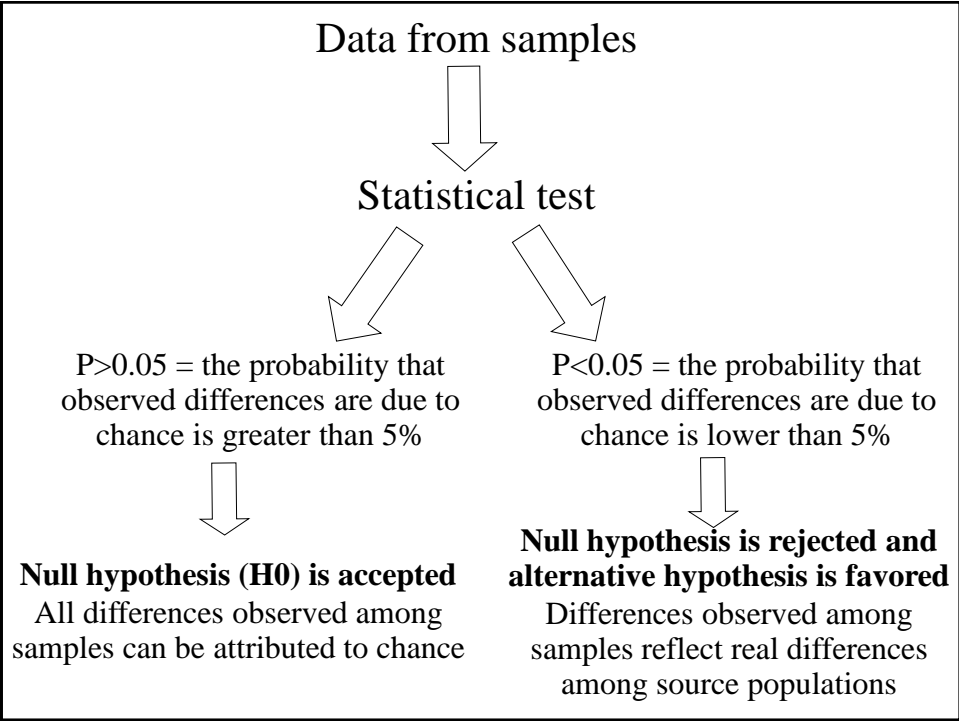 Data from samples
Statistical test
P>0.05 = the probability that
observed differences are due to
chance is greater than 5%
P<0.05 = the probability that
observed differences are due to
chance is lower than 5%
Null hypothesis (H0) is accepted
All differences observed among
samples can be attributed to chance
Null hypothesis is rejected and
alternative hypothesis is favored
Differences observed among
samples reflect real differences
among source populations